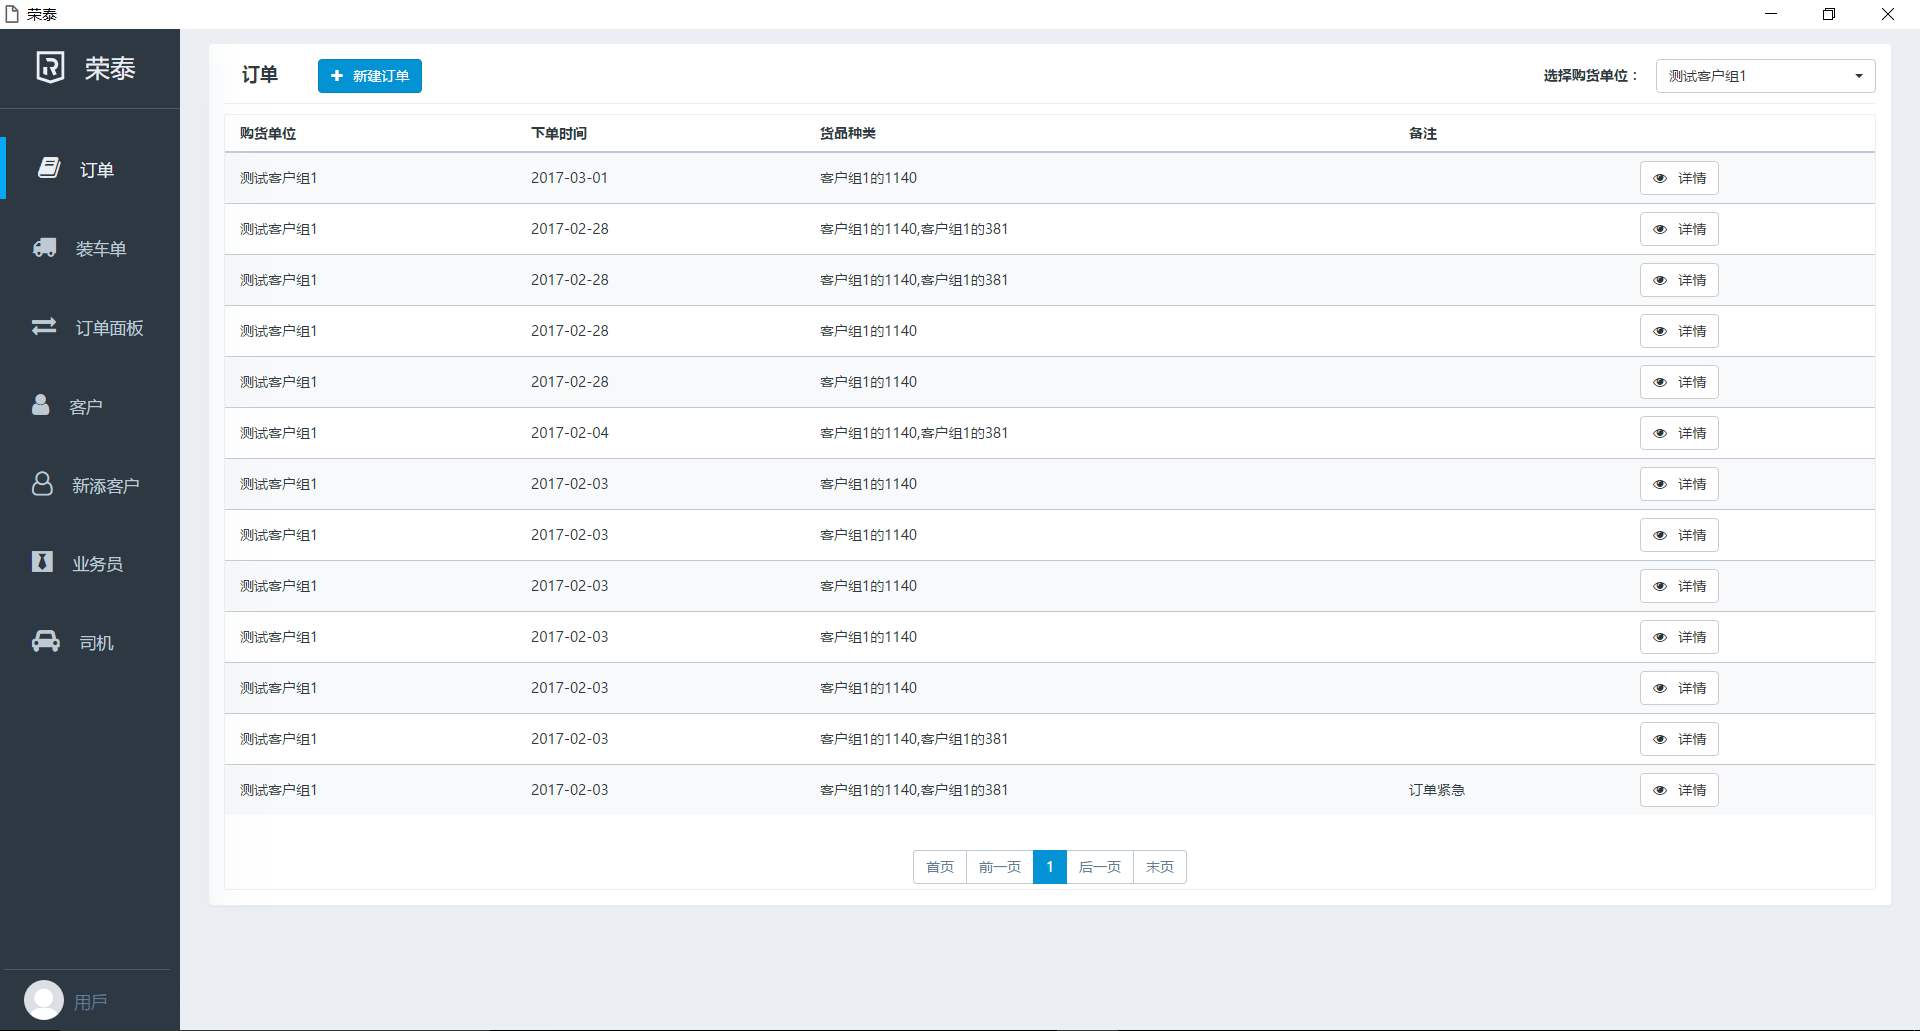 荣泰
荣泰
订单
装车单
订单面板
客户
新添客户
业务员
司机
用戶
订单 新建订单 选择购货单位： 测试客户组1
购货单位 下单时间 货品种类 备注
测试客户组1 2017-03-01 客户组1的1140 详情
测试客户组1 2017-02-28 客户组1的1140,客户组1的381 详情
测试客户组1 2017-02-28 客户组1的1140,客户组1的381 详情
测试客户组1 2017-02-28 客户组1的1140 详情
测试客户组1 2017-02-28 客户组1的1140 详情
测试客户组1 2017-02-04 客户组1的1140,客户组1的381 详情
测试客户组1 2017-02-03 客户组1的1140 详情
测试客户组1 2017-02-03 客户组1的1140 详情
测试客户组1 2017-02-03 客户组1的1140 详情
测试客户组1 2017-02-03 客户组1的1140 详情
测试客户组1 2017-02-03 客户组1的1140 详情
测试客户组1 2017-02-03 客户组1的1140,客户组1的381 详情
测试客户组1 2017-02-03 客户组1的1140,客户组1的381 订单紧急 详情
首页 前一页 1 后一页 末页